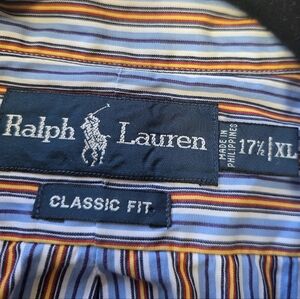 Ralph Lauren
MADE IN
PHILIPPINES
17½ | XL
CLASSIC FIT